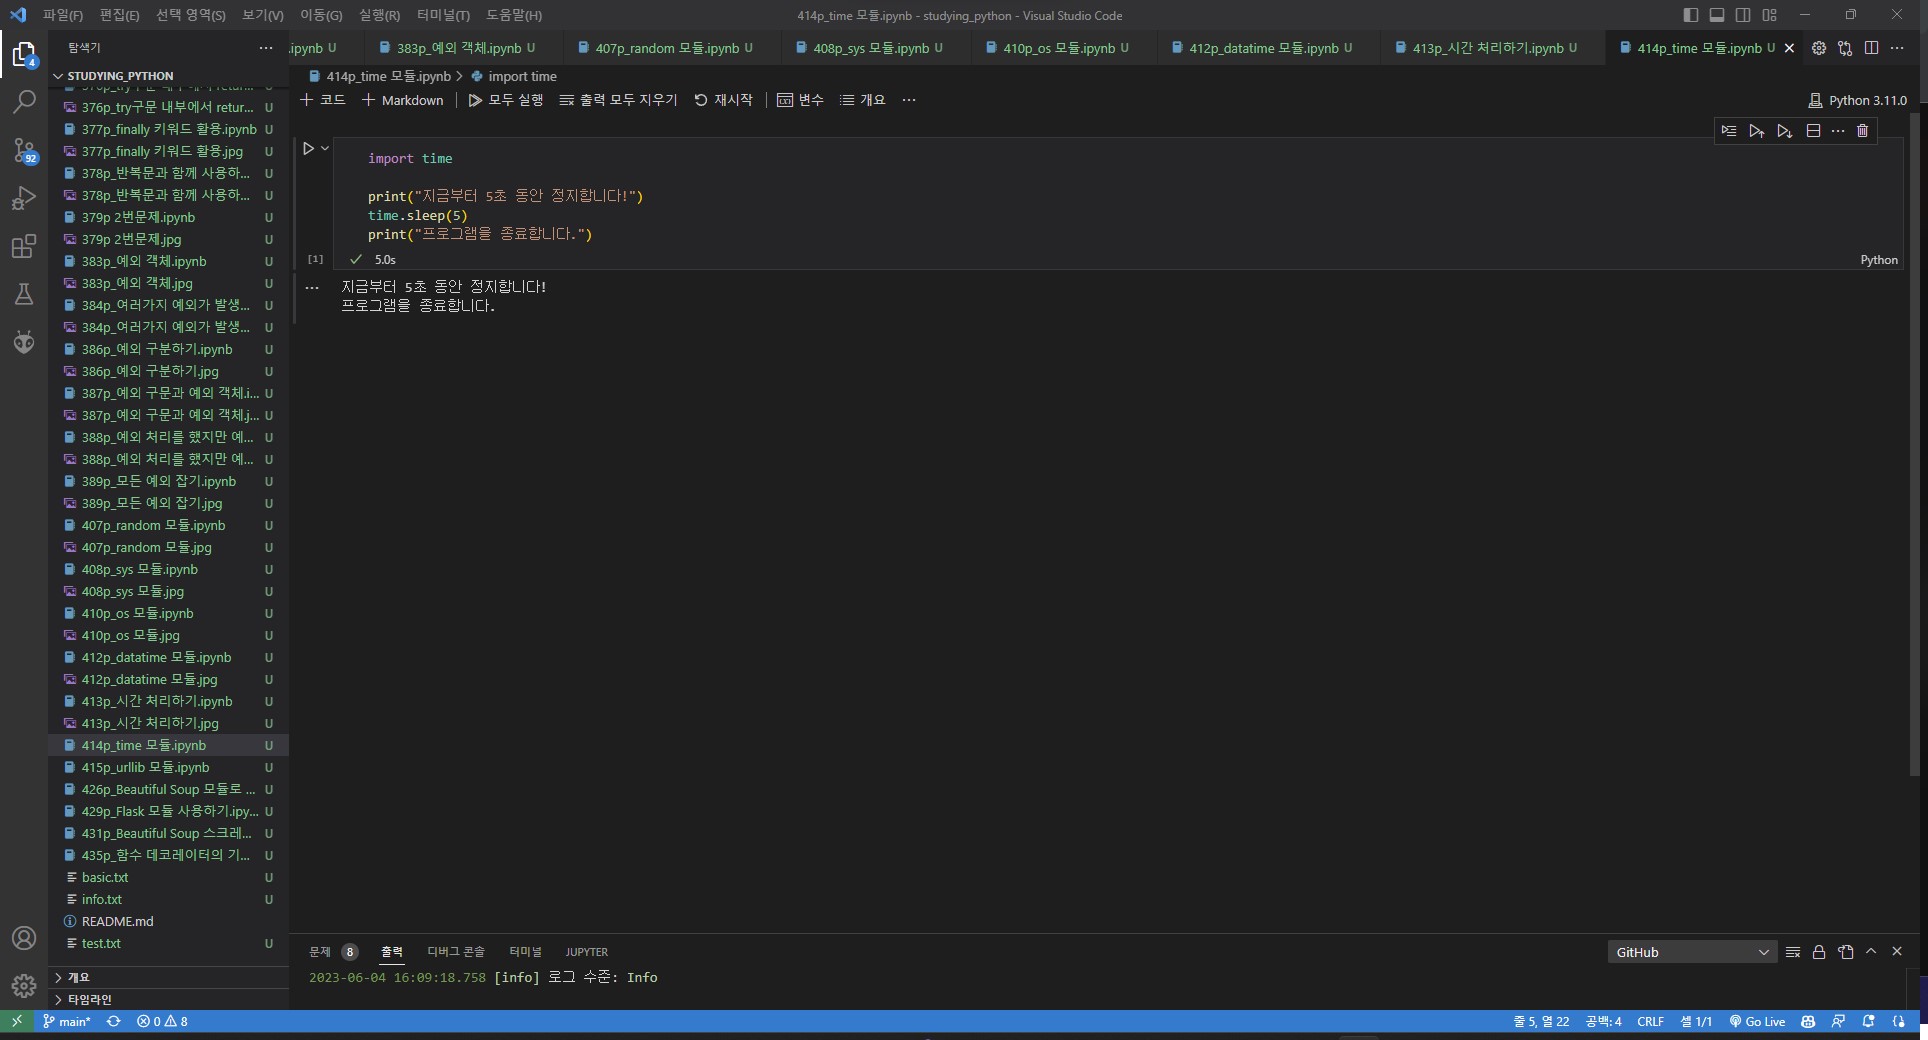 파일(F) 편집(E) 선택 영역(S) 보기(V) 이동(G) 실행(R) 터미널(T) 도움말(H) 414p_time 모듈.ipynb - studying_python - Visual Studio Code
탐색기
.ipynb U 383p_예외 객체.ipynb U 407p_random 모듈.ipynb U 408p_sys 모듈.ipynb U 410p_os 모듈.ipynb U 412p_datatime 모듈.ipynb U 413p_시간 처리하기.ipynb U 414p_time 모듈.ipynb U
4
STUDYING_PYTHON
414p_time 모듈.ipynb > import time
코드 Markdown 모두 실행 출력 모두 지우기 재시작 변수 개요 Python 3.11.0
376p_try구문 내부에서 retur... U
377p_finally 키워드 활용.ipynb U
377p_finally 키워드 활용.jpg U
92
378p_반복문과 함께 사용하... U
378p_반복문과 함께 사용하... U
379p 2번문제.ipynb U
379p 2번문제.jpg U
383p_예외 객체.ipynb U
383p_예외 객체.jpg U
384p_여러가지 예외가 발생... U
384p_여러가지 예외가 발생... U
386p_예외 구분하기.ipynb U
386p_예외 구분하기.jpg U
387p_예외 구문과 예외 객체.i... U
387p_예외 구문과 예외 객체.j... U
388p_예외 처리를 했지만 예... U
388p_예외 처리를 했지만 예... U
389p_모든 예외 잡기.ipynb U
389p_모든 예외 잡기.jpg U
407p_random 모듈.ipynb U
407p_random 모듈.jpg U
408p_sys 모듈.ipynb U
408p_sys 모듈.jpg U
410p_os 모듈.ipynb U
410p_os 모듈.jpg U
412p_datatime 모듈.ipynb U
412p_datatime 모듈.jpg U
413p_시간 처리하기.ipynb U
413p_시간 처리하기.jpg U
414p_time 모듈.ipynb U
415p_urllib 모듈.ipynb U
426p_Beautiful Soup 모듈로 ... U
429p_Flask 모듈 사용하기.ipy... U
431p_Beautiful Soup 스크레... U
435p_함수 데코레이터의 기... U
basic.txt U
info.txt U
README.md
test.txt U
개요
타임라인
import time
print("지금부터 5초 동안 정지합니다!")
time.sleep(5)
print("프로그램을 종료합니다.")
[1] 5.0s Python
지금부터 5초 동안 정지합니다!
프로그램을 종료합니다.
문제 8 출력 디버그 콘솔 터미널 JUPYTER GitHub
2023-06-04 16:09:18.758 [info] 로그 수준: Info
main* 0 8 줄 5, 열 22 공백: 4 CRLF 셀 1/1 Go Live